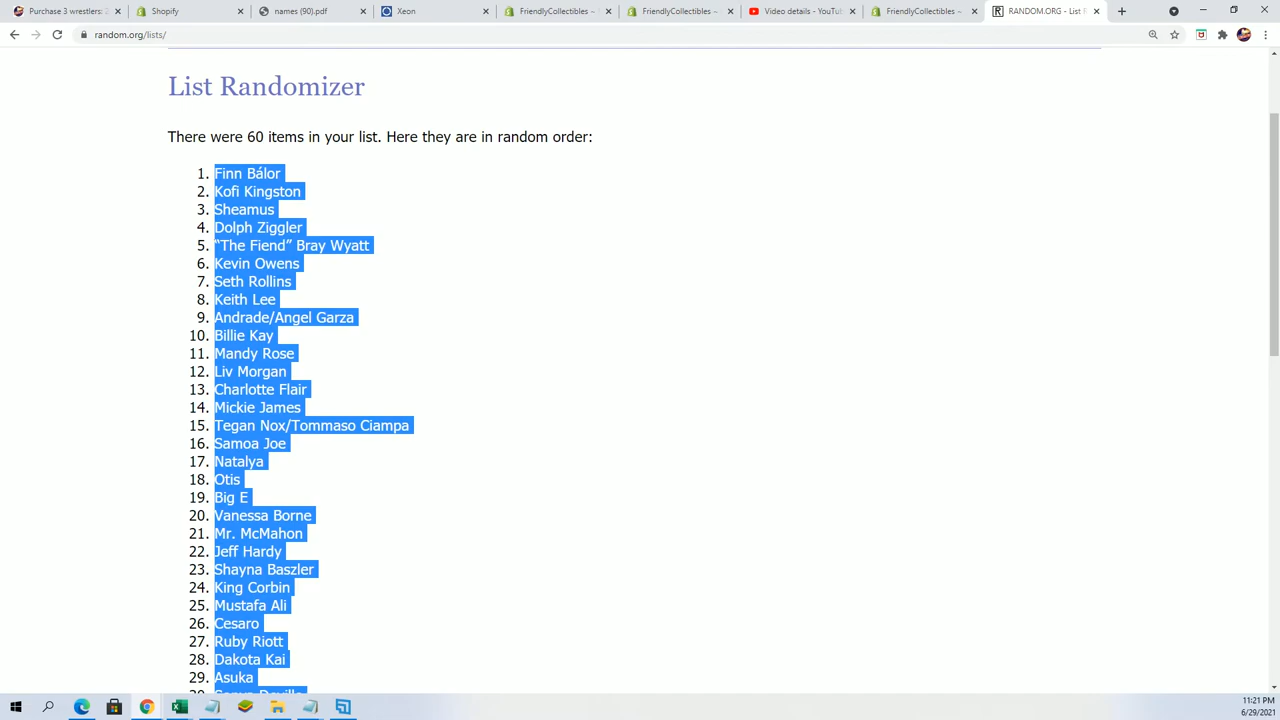 Purchase 3 wrestlers: 2
Shopify
names (90).pdf
Xeon
FriendlyCollectibles –
FriendlyCollectibles –
Video details - YouT
FriendlyCollectibles –
RANDOM.ORG - List R
random.org/lists/
List Randomizer
There were 60 items in your list. Here they are in random order:
1. Finn Bálor
2. Kofi Kingston
3. Sheamus
4. Dolph Ziggler
5. “The Fiend” Bray Wyatt
6. Kevin Owens
7. Seth Rollins
8. Keith Lee
9. Andrade/Angel Garza
10. Billie Kay
11. Mandy Rose
12. Liv Morgan
13. Charlotte Flair
14. Mickie James
15. Tegan Nox/Tommaso Ciampa
16. Samoa Joe
17. Natalya
18. Otis
19. Big E
20. Vanessa Borne
21. Mr. McMahon
22. Jeff Hardy
23. Shayna Baszler
24. King Corbin
25. Mustafa Ali
26. Cesaro
27. Ruby Riott
28. Dakota Kai
29. Asuka
11:21 PM
6/29/2021